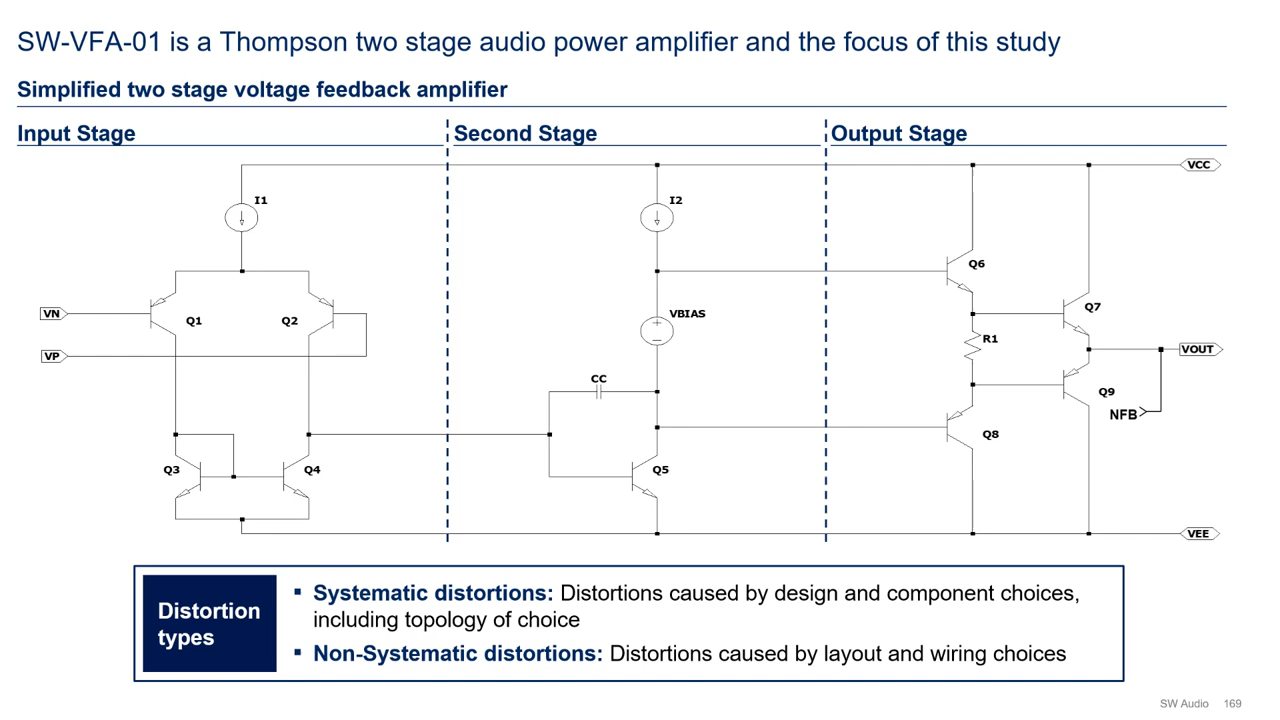 SW-VFA-01 is a Thompson two stage audio power amplifier and the focus of this study
Simplified two stage voltage feedback amplifier
Input Stage
Second Stage
Output Stage
VCC
I1
I2
Q6
VN
Q1
Q2
VBIAS
Q7
VP
R1
VOUT
CC
Q9
NFB
Q8
Q3
Q4
Q5
VEE
Distortion
types
▪ Systematic distortions: Distortions caused by design and component choices,
including topology of choice
▪ Non-Systematic distortions: Distortions caused by layout and wiring choices
SW Audio 169